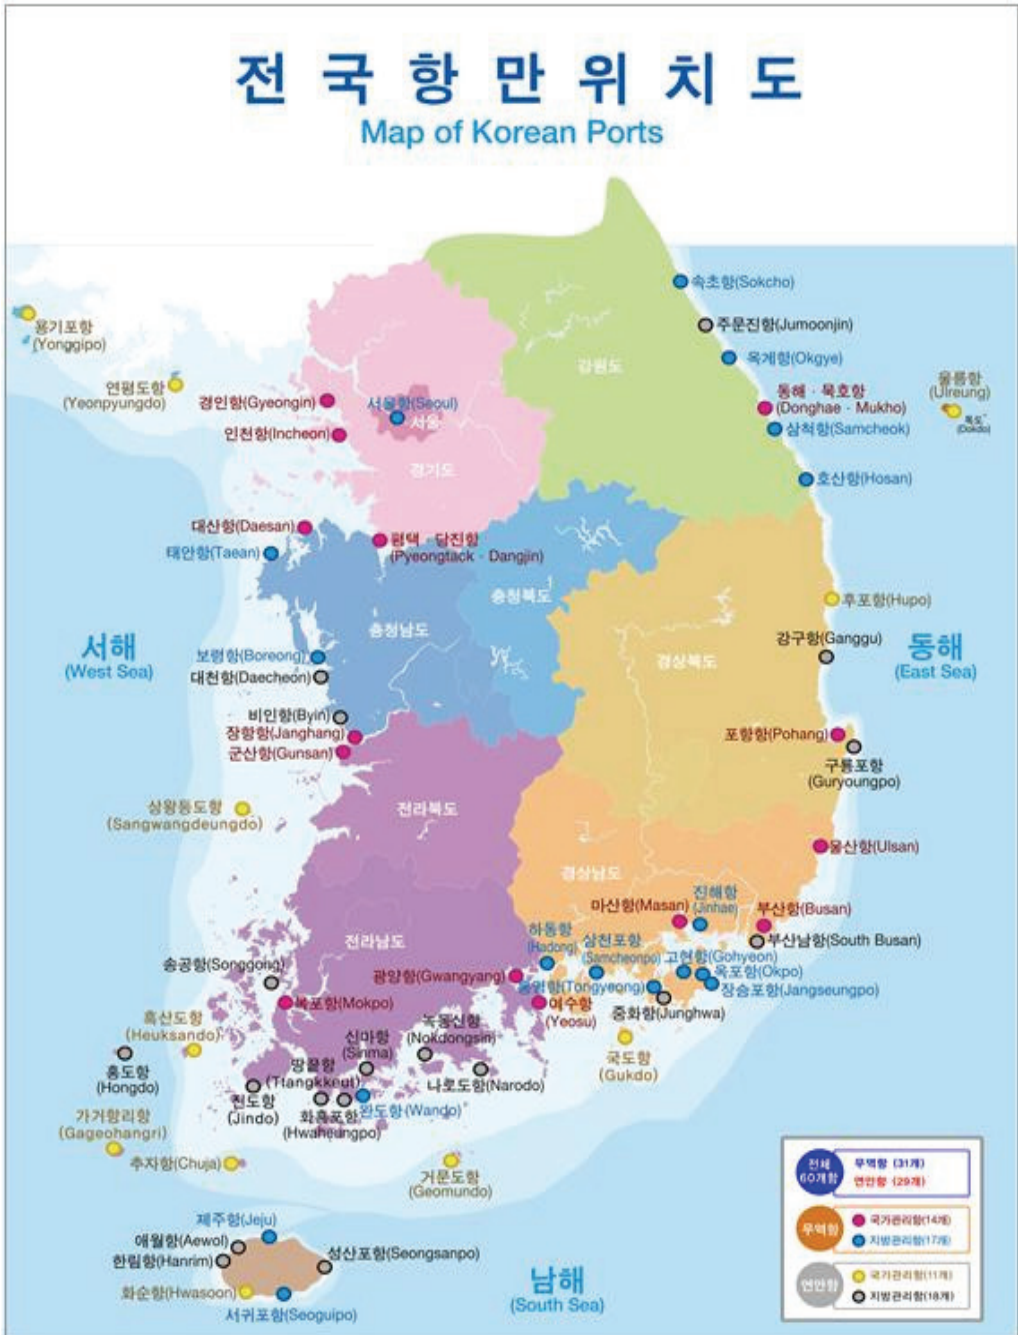 전국항만위치도
Map of Korean Ports
속초항(Sokcho)
주문진항(Jumoonjin)
옥계항(Okgye)
강원도
용기포항
(Yonggipo)
연평도항
(Yeonpyungdo)
경인항(Gyeongin)
서울항(Seoul)
서울
인천항(Incheon)
경기도
동해 · 묵호항
(Donghae · Mukho)
울릉항
(Ulreung)
독도
(Dokdo)
삼척항(Samcheok)
호산항(Hosan)
대산항(Daesan)
평택 · 당진항
(Pyeongtack · Dangjin)
태안항(Taean)
충청북도
충청남도
후포항(Hupo)
강구항(Ganggu)
서해
(West Sea)
동해
(East Sea)
보령항(Boreong)
대천항(Daecheon)
경상북도
비인항(Byin)
장항항(Janghang)
군산항(Gunsan)
포항항(Pohang)
구룡포항
(Guryoungpo)
상왕등도항
(Sangwangdeungdo)
전라북도
울산항(Ulsan)
경상남도
마산항(Masan)
진해항
(Jinhae)
부산항(Busan)
부산남항(South Busan)
하동항
(Hadong)
삼천포항
(Samcheonpo)
고현항(Gohyeon)
옥포항(Okpo)
장승포항(Jangseungpo)
통영항(Tongyeong)
중화항(Junghwa)
전라남도
송공항(Songgong)
광양항(Gwangyang)
목포항(Mokpo)
여수항
(Yeosu)
흑산도항
(Heuksando)
신마항
(Sinma)
녹동신항
(Nokdongsin)
국도항
(Gukdo)
홍도항
(Hongdo)
땅끝항
(Ttangkkeut)
나로도항(Narodo)
진도항
(Jindo)
화흥포항
(Hwaheungpo)
완도항(Wando)
가거항리항
(Gageohangri)
추자항(Chuja)
거문도항
(Geomundo)
제주항(Jeju)
애월항(Aewol)
한림항(Hanrim)
성산포항(Seongsanpo)
화순항(Hwasoon)
서귀포항(Seoguipo)
남해
(South Sea)
전체
60개항
무역항 (31개)
연안항 (29개)
무역항
국가관리항(14개)
지방관리항(17개)
연안항
국가관리항(11개)
지방관리항(18개)